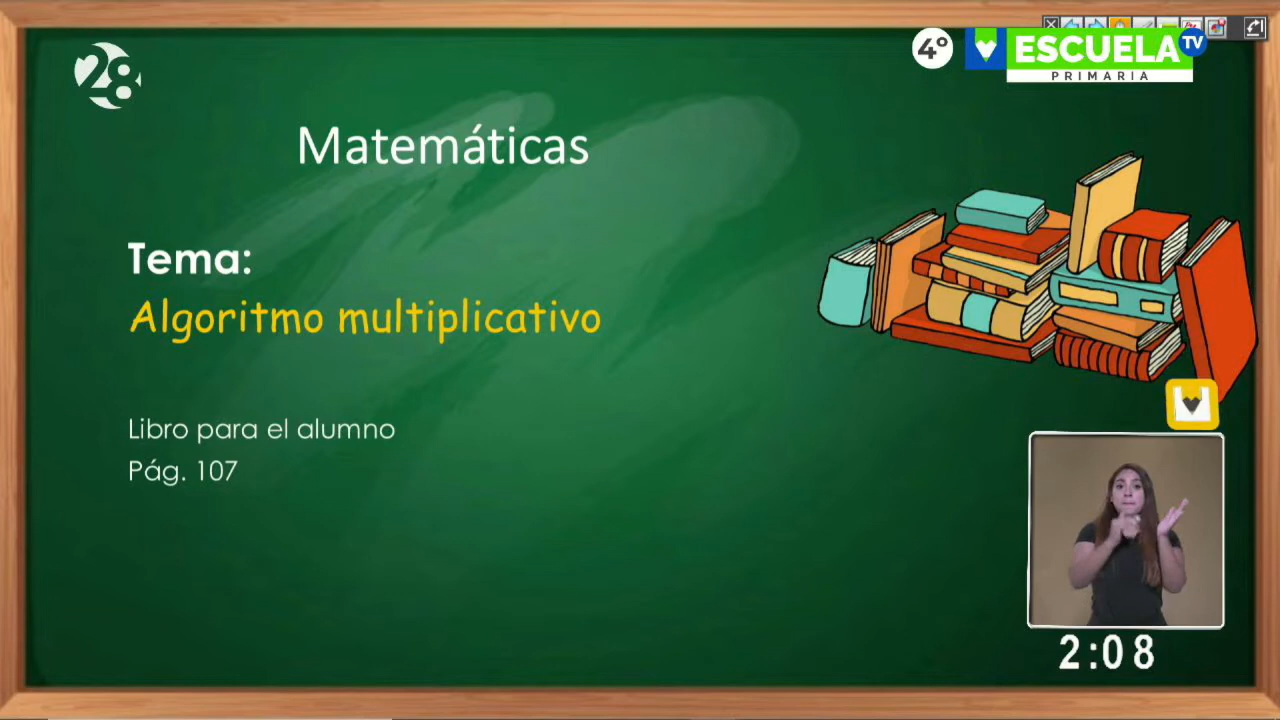 28
4°
ESCUELA TV
PRIMARIA
Matemáticas
Tema:
Algoritmo multiplicativo
Libro para el alumno
Pág. 107
2:08